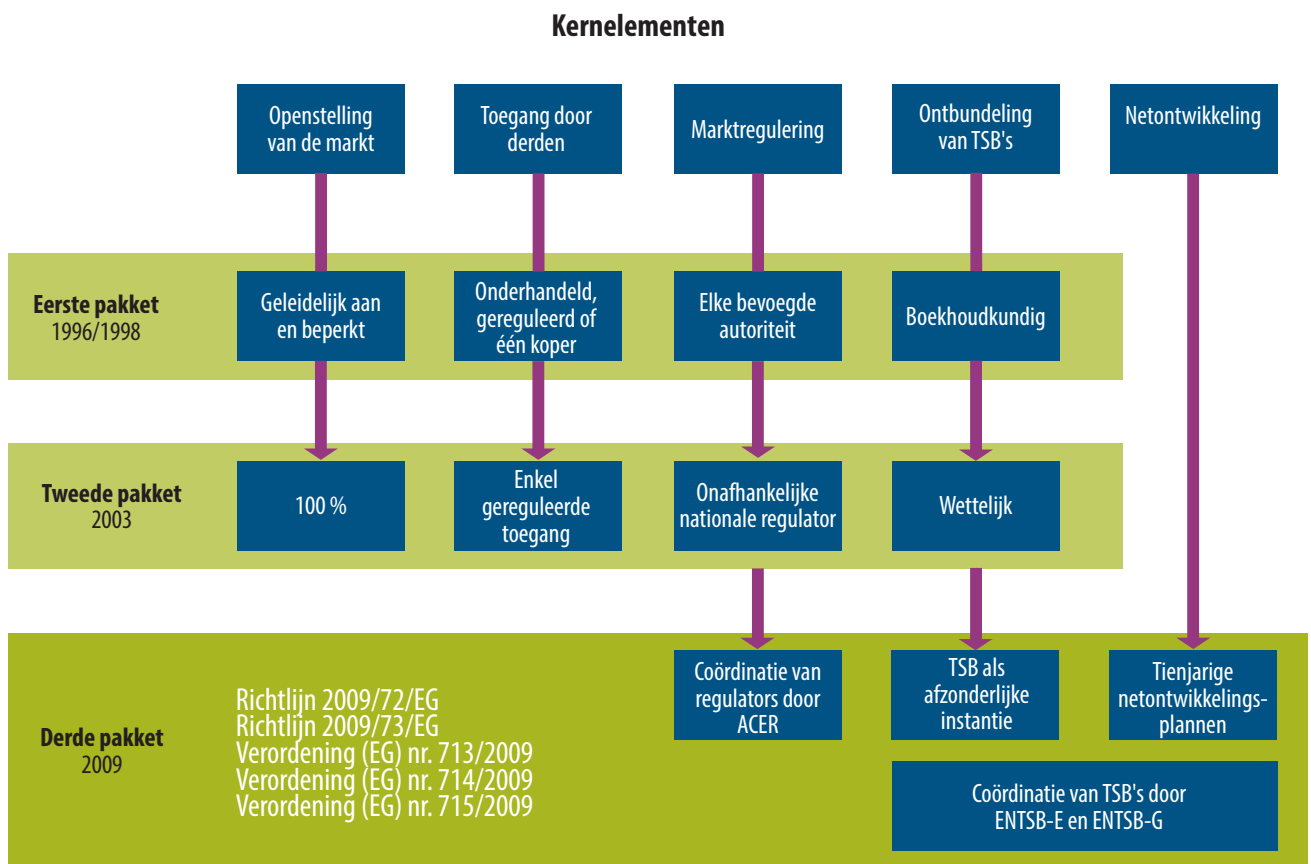 Kernelementen
Openstelling
van de markt
Toegang door
derden
Marktregulering
Ontbundeling
van TSB's
Netontwikkeling
Eerste pakket
1996/1998
Geleidelijk aan
en beperkt
Onderhandeld,
gereguleerd of
één koper
Elke bevoegde
autoriteit
Boekhoudkundig
Tweede pakket
2003
100 %
Enkel
gereguleerde
toegang
Onafhankelijke
nationale regulator
Wettelijk
Derde pakket
2009
Richtlijn 2009/72/EG
Richtlijn 2009/73/EG
Verordening (EG) nr. 713/2009
Verordening (EG) nr. 714/2009
Verordening (EG) nr. 715/2009
Coördinatie van
regulators door
ACER
TSB als
afzonderlijke
instantie
Tienjarige
netontwikkelings-
plannen
Coördinatie van TSB's door
ENTSB-E en ENTSB-G